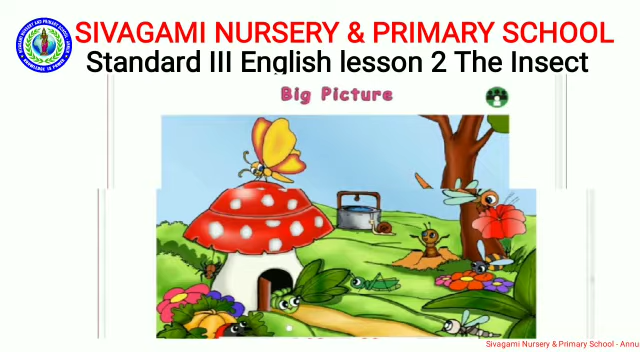 SIVAGAMI NURSERY & PRIMARY SCHOOL
Standard III English lesson 2 The Insect
Big Picture
Sivagami Nursery & Primary School - Annu